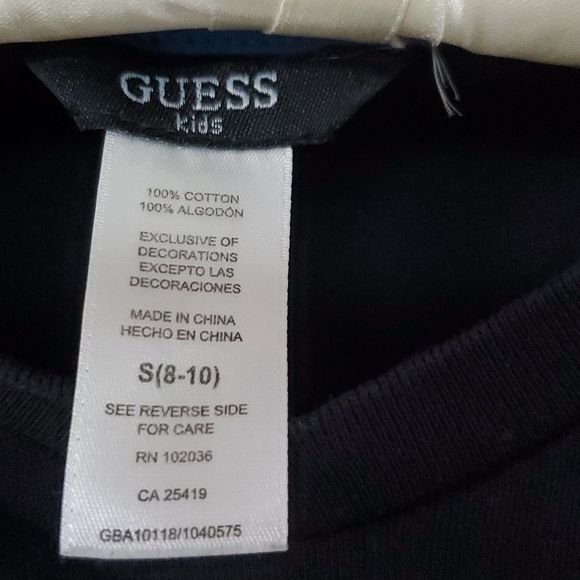 GUESS
kids
100% COTTON
100% ALGODÓN
EXCLUSIVE OF
DECORATIONS
EXCEPTO LAS
DECORACIONES
MADE IN CHINA
HECHO EN CHINA
S(8-10)
SEE REVERSE SIDE
FOR CARE
RN 102036
CA 25419
GBA10118/1040575